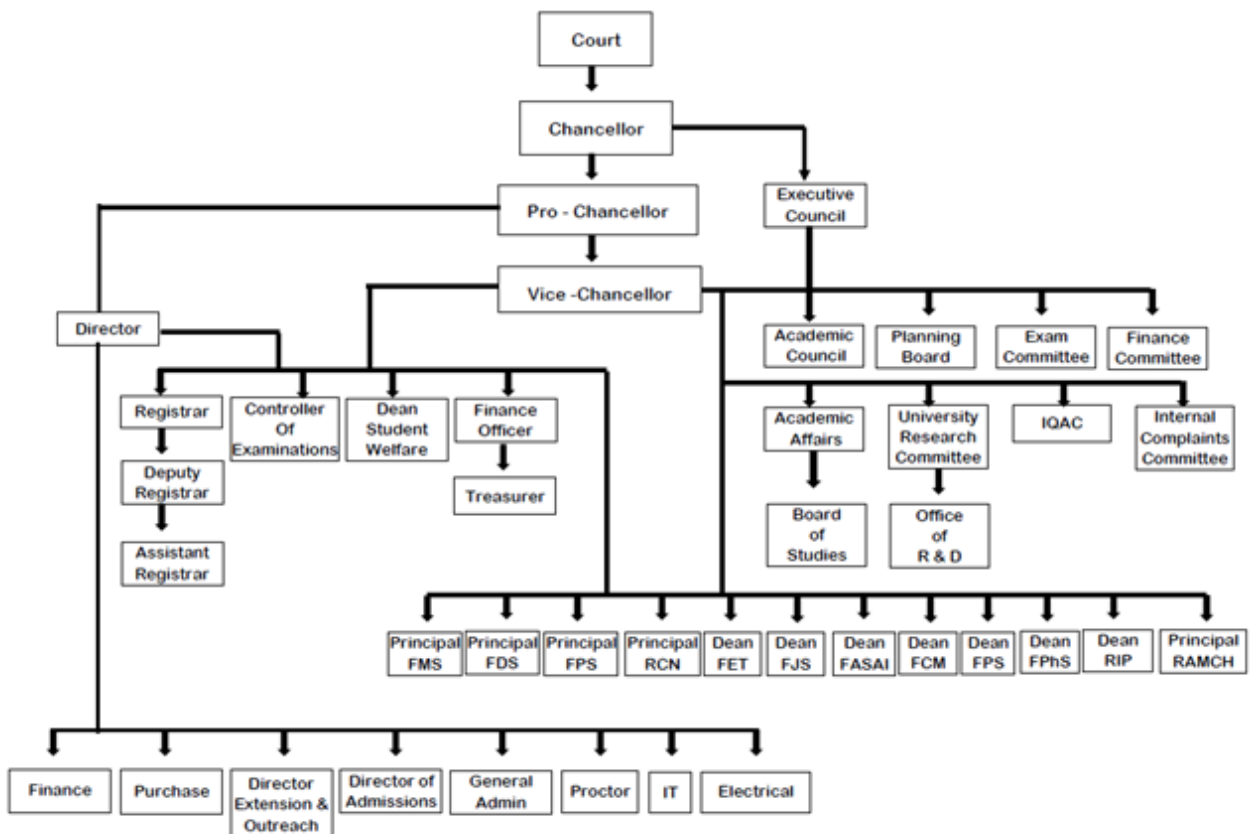 Court
Chancellor
Pro - Chancellor
Executive
Council
Vice -Chancellor
Director
Academic
Council
Planning
Board
Exam
Committee
Finance
Committee
Registrar
Controller
Of
Examinations
Dean
Student
Welfare
Finance
Officer
Academic
Affairs
University
Research
Committee
IQAC
Internal
Complaints
Committee
Deputy
Registrar
Treasurer
Board
of
Studies
Office
of
R & D
Assistant
Registrar
Principal
FMS
Principal
FDS
Principal
FPS
Principal
RCN
Dean
FET
Dean
FJS
Dean
FASAI
Dean
FCM
Dean
FPS
Dean
FPhS
Dean
RIP
Principal
RAMCH
Finance
Purchase
Director
Extension &
Outreach
Director of
Admissions
General
Admin
Proctor
IT
Electrical